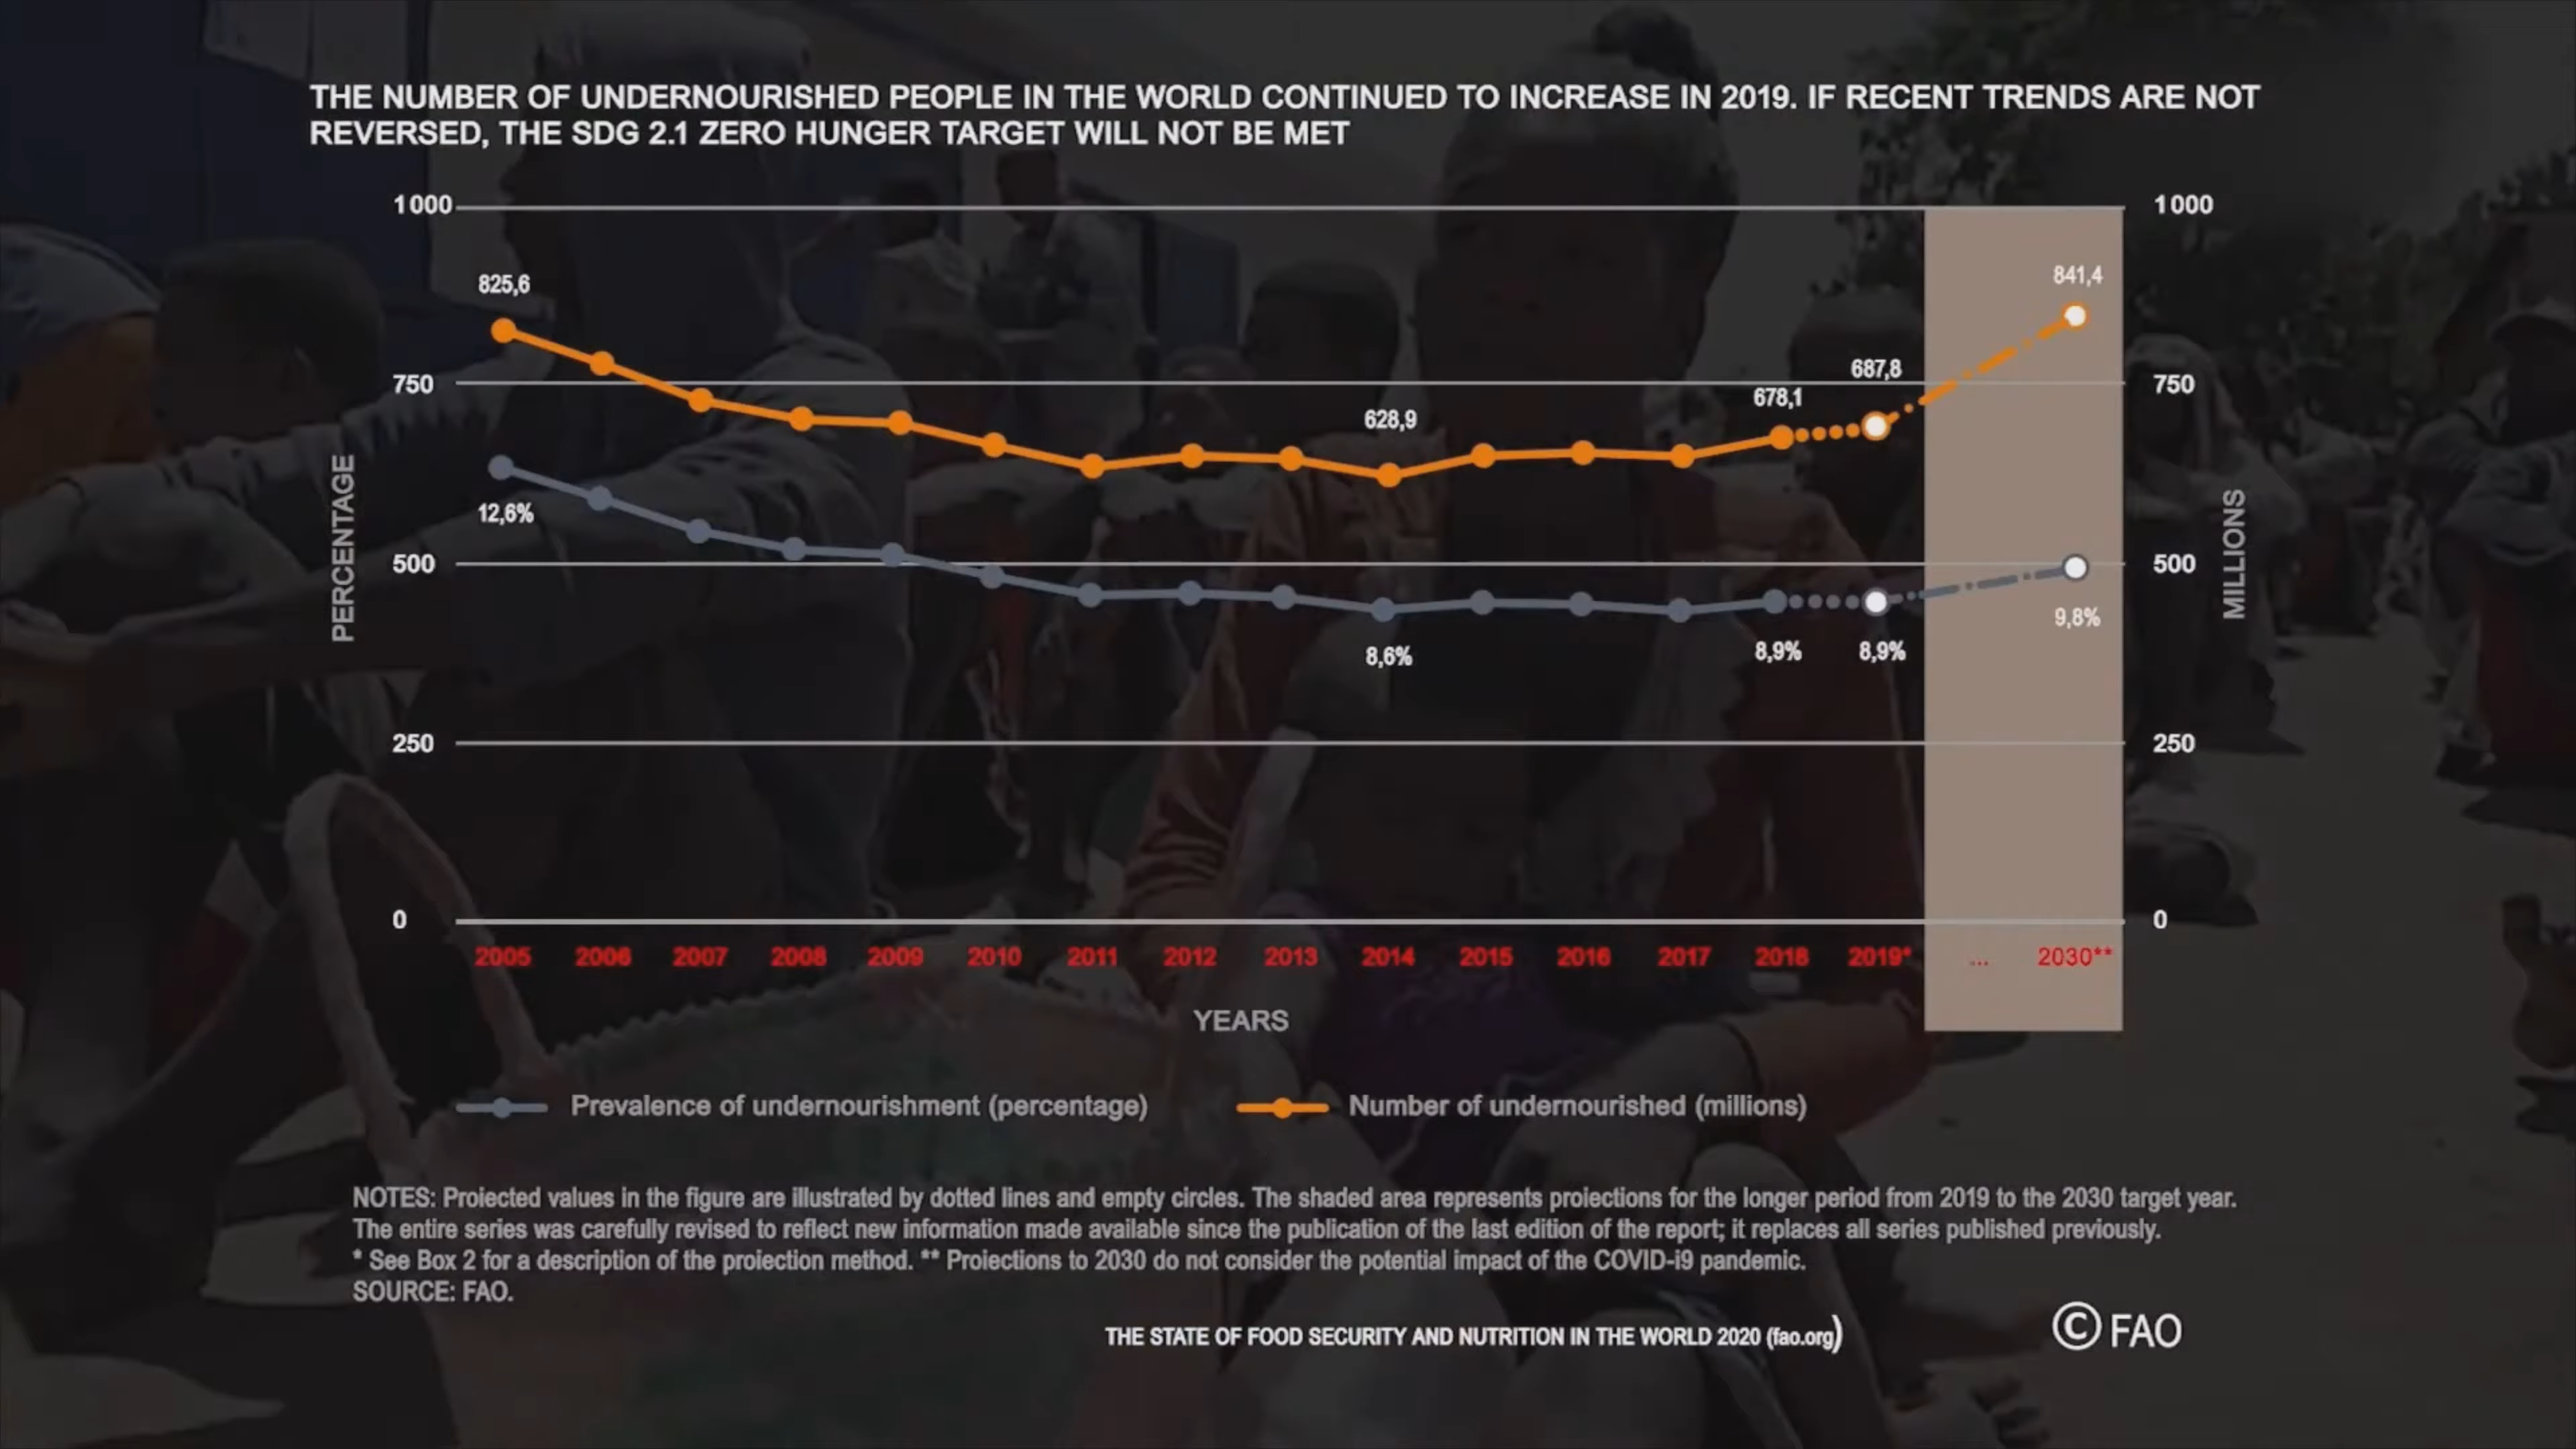 THE NUMBER OF UNDERNOURISHED PEOPLE IN THE WORLD CONTINUED TO INCREASE IN 2019. IF RECENT TRENDS ARE NOT
REVERSED, THE SDG 2.1 ZERO HUNGER TARGET WILL NOT BE MET
1 000
1 000
825,6
841,4
687,8
750
678,1
750
628,9
PERCENTAGE
MILLIONS
12,6%
500
500
9,8%
8,6%
8,9%
8,9%
250
250
0
0
2005 2006 2007 2008 2009 2010 2011 2012 2013 2014 2015 2016 2017 2018 2019* ... 2030**
YEARS
Prevalence of undernourishment (percentage) Number of undernourished (millions)
NOTES: Proiected values in the figure are illustrated by dotted lines and empty circles. The shaded area represents proiections for the longer period from 2019 to the 2030 target year.
The entire series was carefully revised to reflect new information made available since the publication of the last edition of the report; it replaces all series published previously.
* See Box 2 for a description of the proiection method. ** Proiections to 2030 do not consider the potential impact of the COVID-i9 pandemic.
SOURCE: FAO.
THE STATE OF FOOD SECURITY AND NUTRITION IN THE WORLD 2020 (fao.org)
© FAO